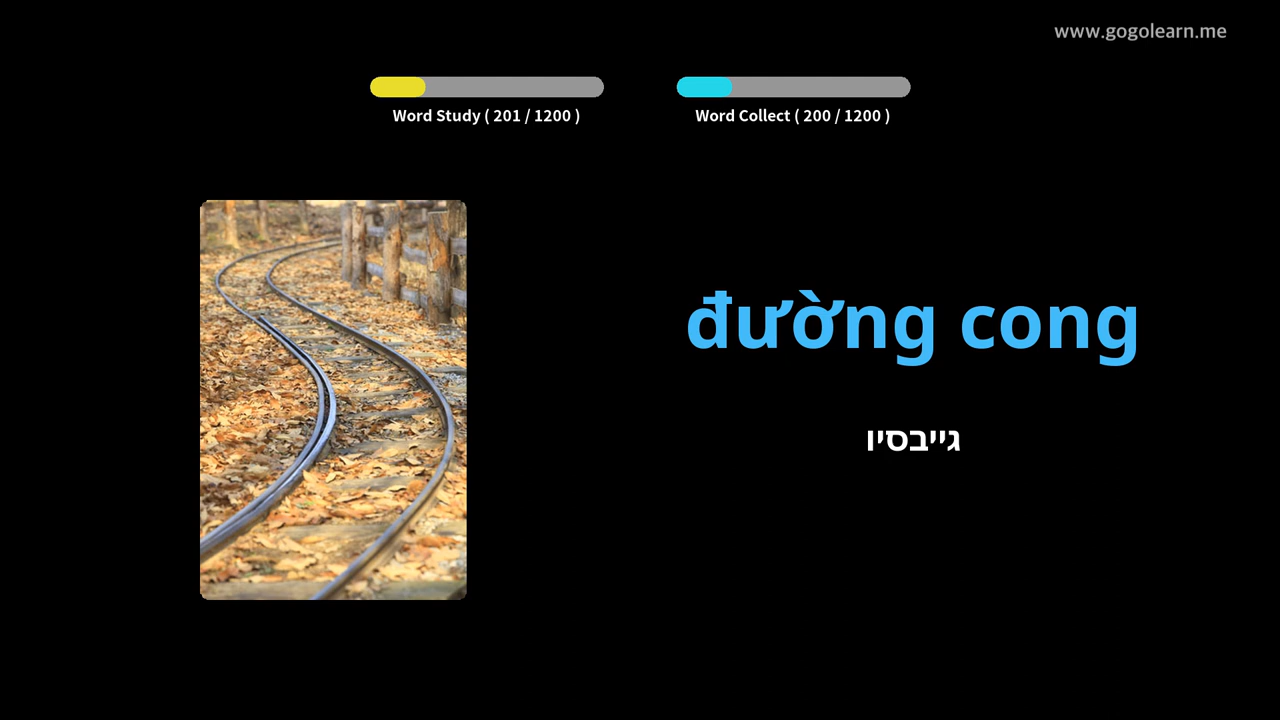 www.gogolearn.me
Word Study ( 201 / 1200 )
Word Collect ( 200 / 1200 )
đường cong
גייבסיו